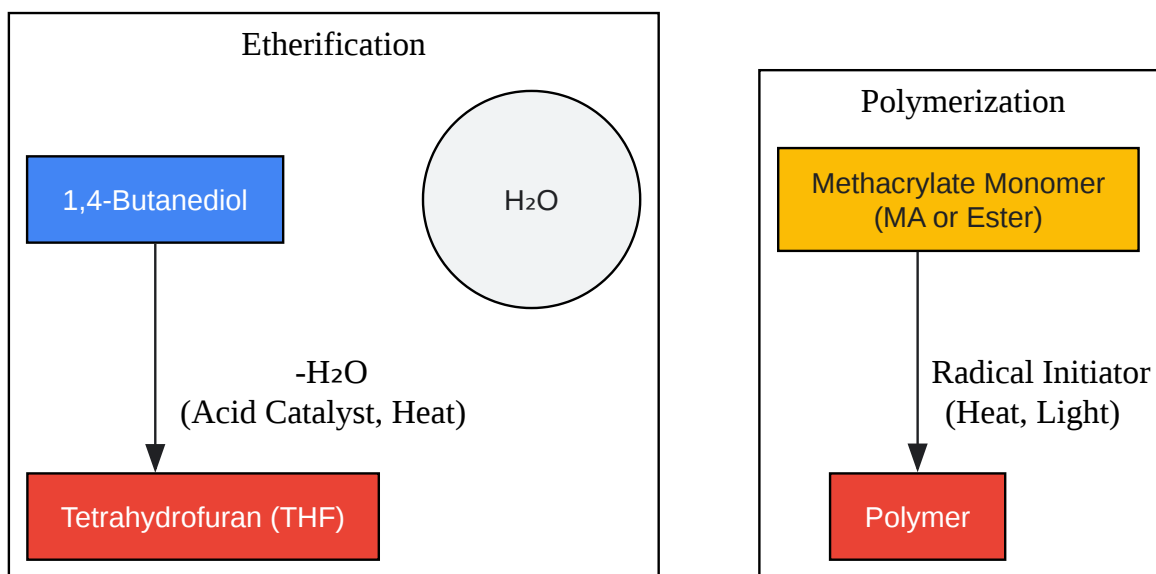 Etherification
1,4-Butanediol
H₂O
-H₂O
(Acid Catalyst, Heat)
Tetrahydrofuran (THF)
Polymerization
Methacrylate Monomer
(MA or Ester)
Radical Initiator
(Heat, Light)
Polymer